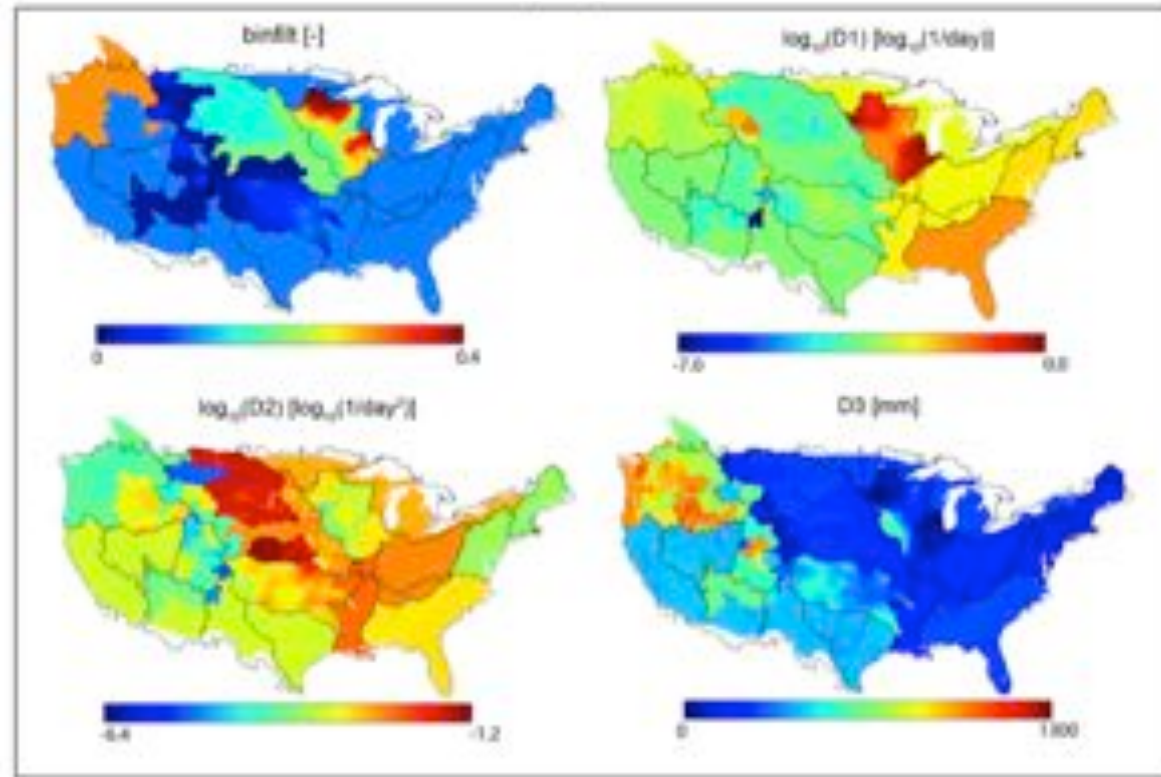 binfilt [-]
log₁₀(D1) [log₁₀(1/day)]
0 0.4
-7.0 0.0
log₁₀(D2) [log₁₀(1/day²)]
D3 [mm]
-6.4 -1.2
0 1800